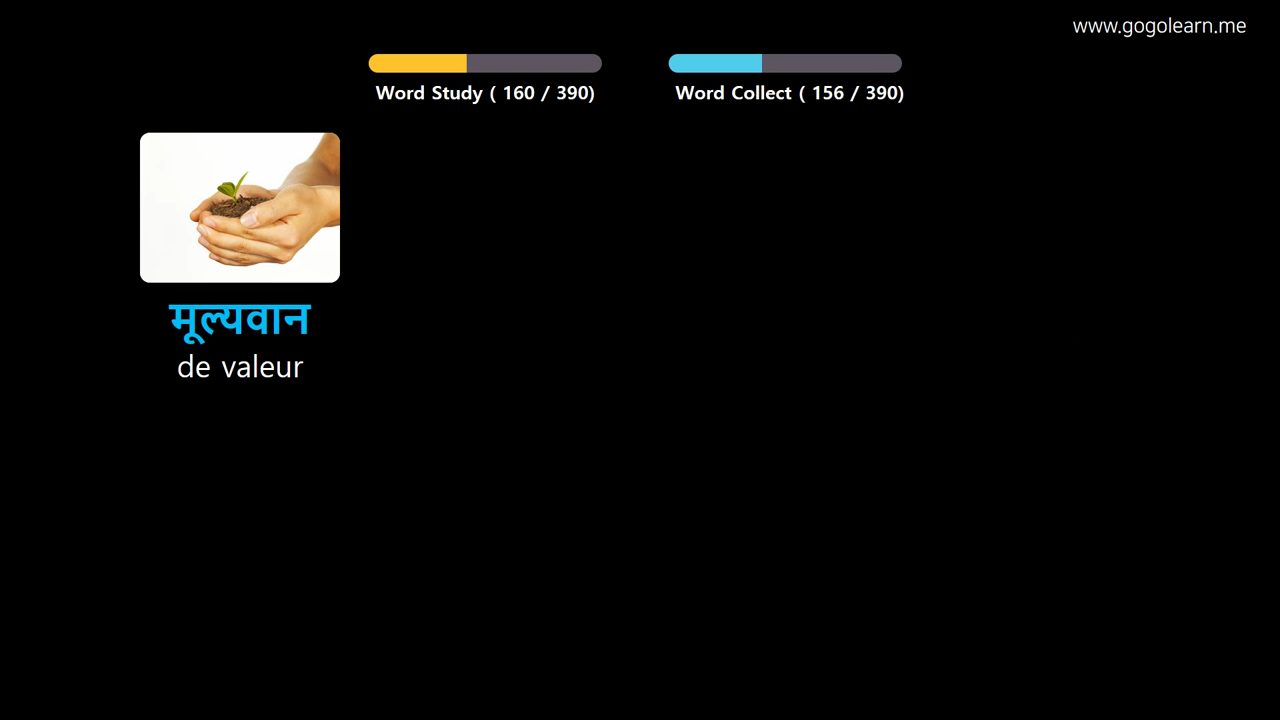 www.gogolearn.me
Word Study ( 160 / 390)
Word Collect ( 156 / 390)
मूल्यवान
de valeur